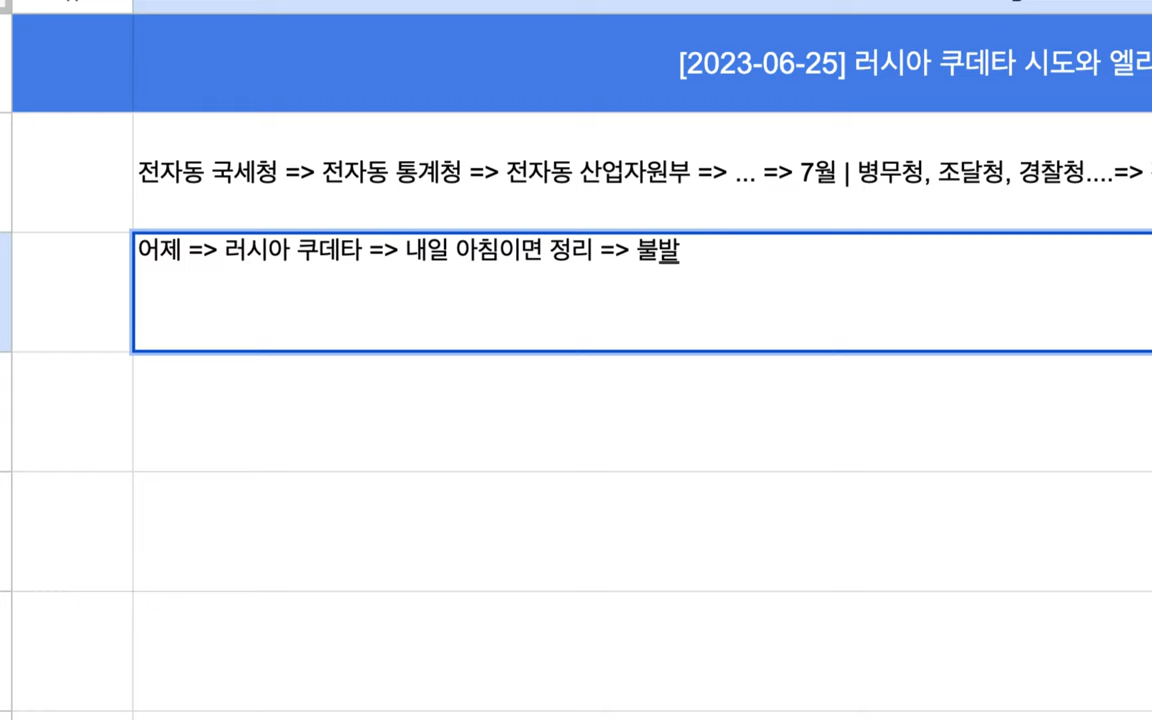 [2023-06-25] 러시아 쿠데타 시도와 엘리
전자동 국세청 => 전자동 통계청 => 전자동 산업자원부 => ... => 7월 | 병무청, 조달청, 경찰청....=>
어제 => 러시아 쿠데타 => 내일 아침이면 정리 => 불발